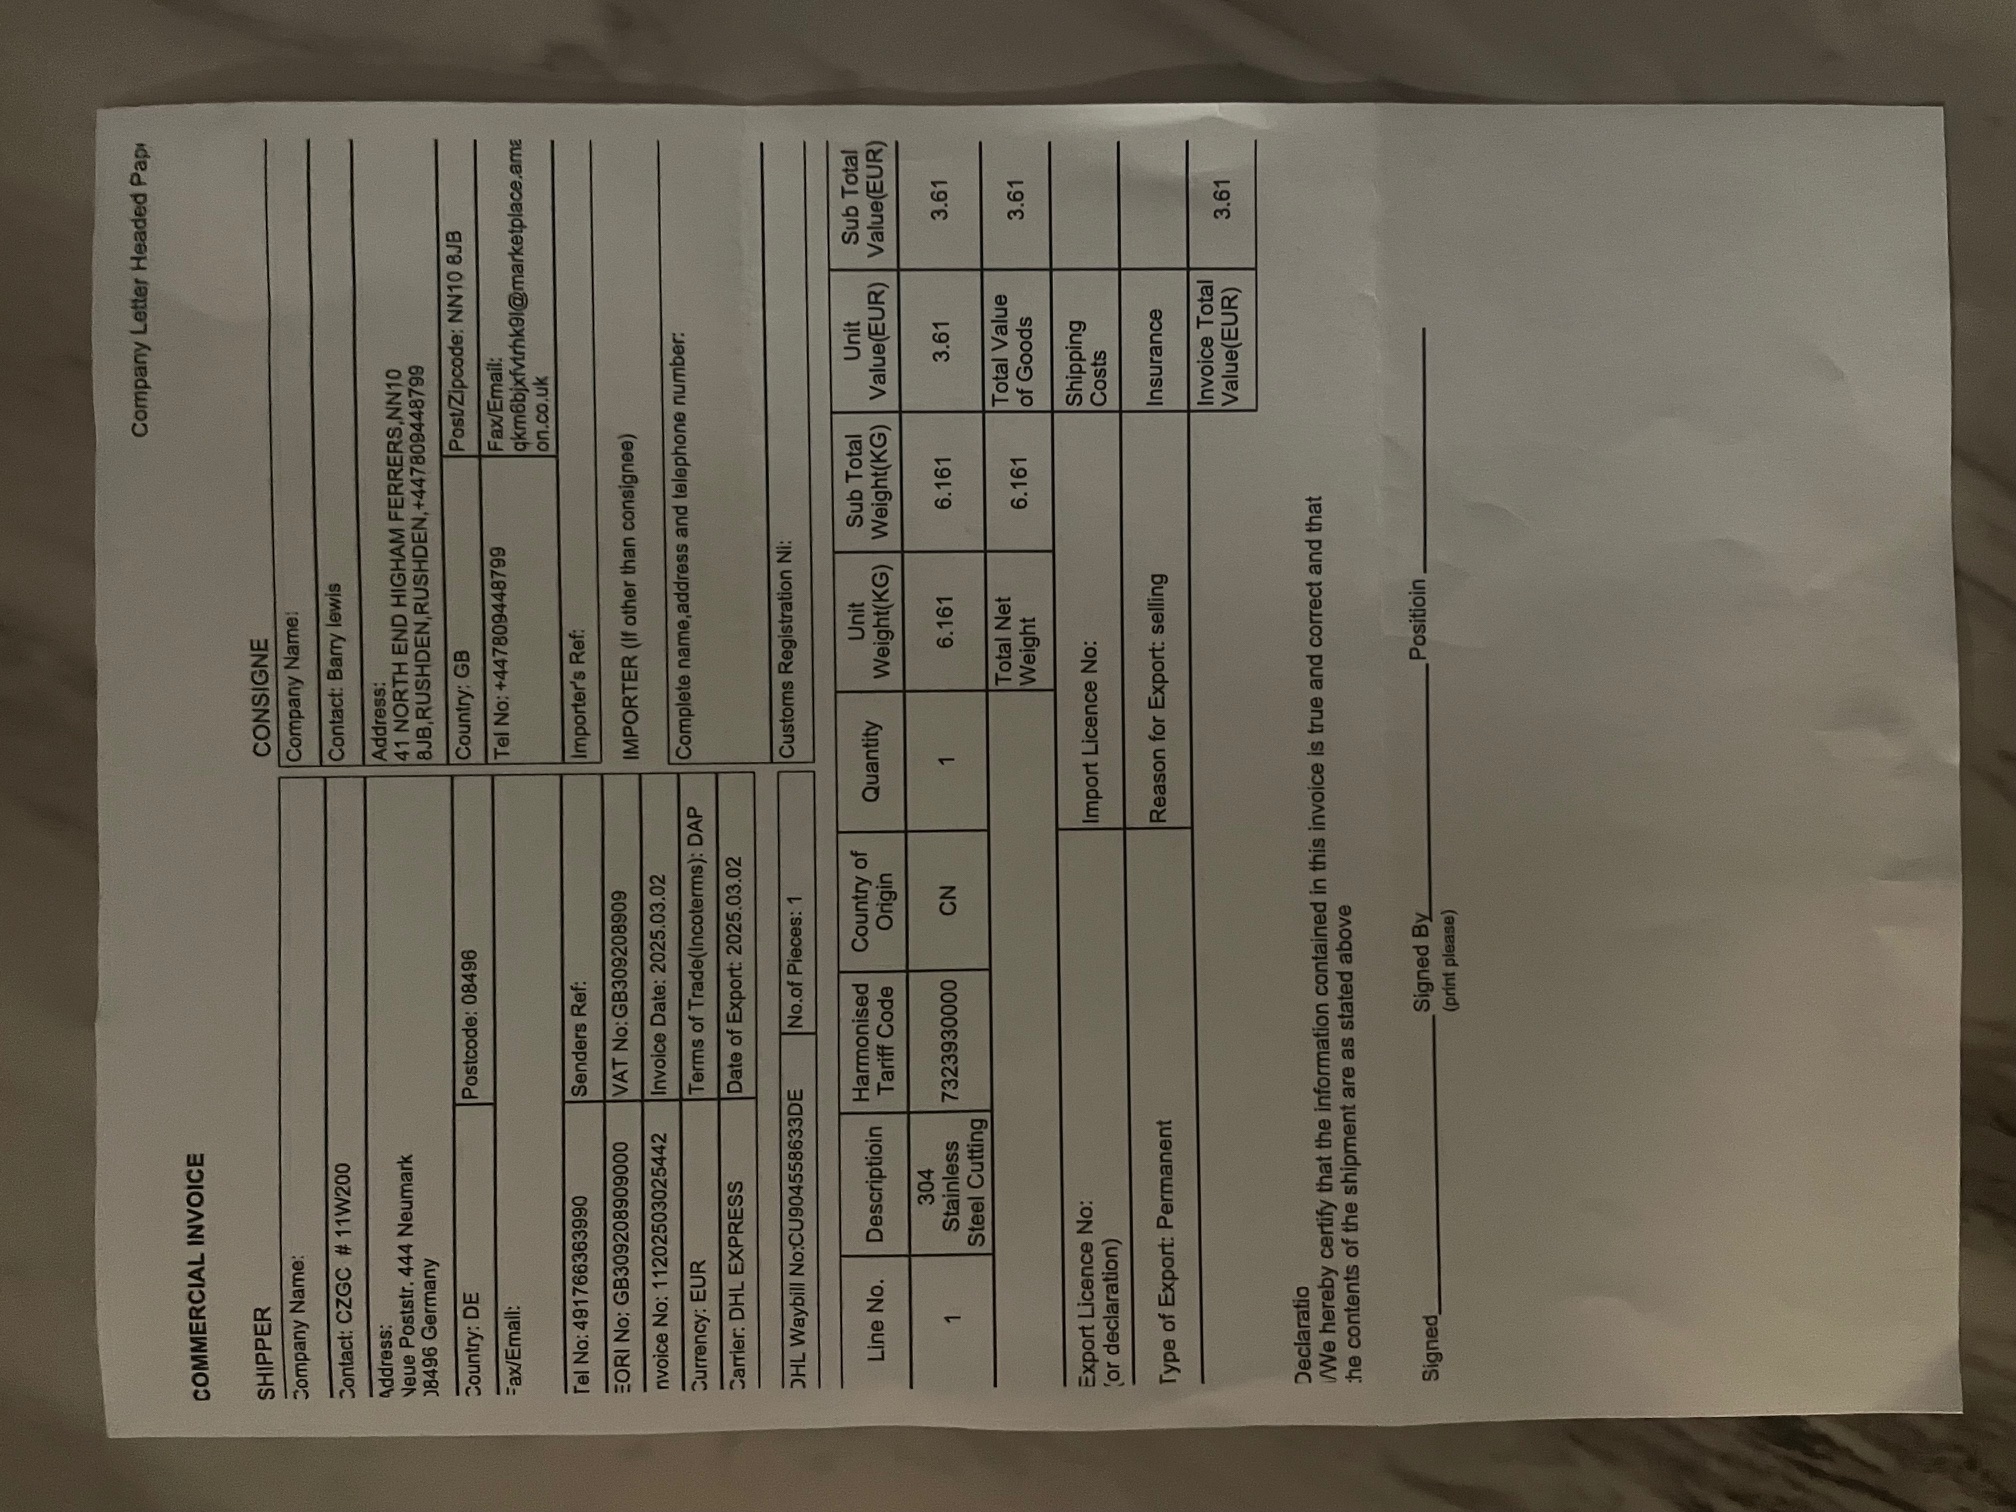 Company Letter Headed Pap
COMMERCIAL INVOICE
SHIPPER
Company Name:
Contact: CZGC # 11W200
Address:
Neue Poststr. 444 Neumark
08496 Germany
Country: DE
Postcode: 08496
Fax/Email:
Tel No: 491766363990
Senders Ref:
EORI No: GB309208909000
VAT No:GB309208909
Invoice No: 11202503025442
Invoice Date: 2025.03.02
Currency: EUR
Terms of Trade(Incoterms): DAP
Carrier: DHL EXPRESS
Date of Export: 2025.03.02
DHL Waybill No:CU904558633DE
No.of Pieces: 1
CONSIGNE
Company Name:
Contact: Barry lewis
Address:
41 NORTH END HIGHAM FERRERS,NN10
8JB,RUSHDEN,RUSHDEN,+447809448799
Country: GB
Post/Zipcode: NN10 8JB
Tel No: +447809448799
Fax/Email:
qkm6bjxfvtrhk9l@marketplace.ama
on.co.uk
Importer's Ref:
IMPORTER (If other than consignee)
Complete name,address and telephone number:
Customs Registration Ni:
Line No.
Descriptioin
Harmonised
Tariff Code
Country of
Origin
Quantity
Unit
Weight(KG)
Sub Total
Weight(KG)
Unit
Value(EUR)
Sub Total
Value(EUR)
1
304
Stainless
Steel Cutting
7323930000
CN
1
6.161
6.161
3.61
3.61
Total Net
Weight
6.161
Total Value
of Goods
3.61
Export Licence No:
(or declaration)
Import Licence No:
Shipping
Costs
Type of Export: Permanent
Reason for Export: selling
Insurance
Invoice Total
Value(EUR)
3.61
Declaratio
I/We hereby certify that the information contained in this invoice is true and correct and that
the contents of the shipment are as stated above
Signed
Signed By
(print please)
Positioin